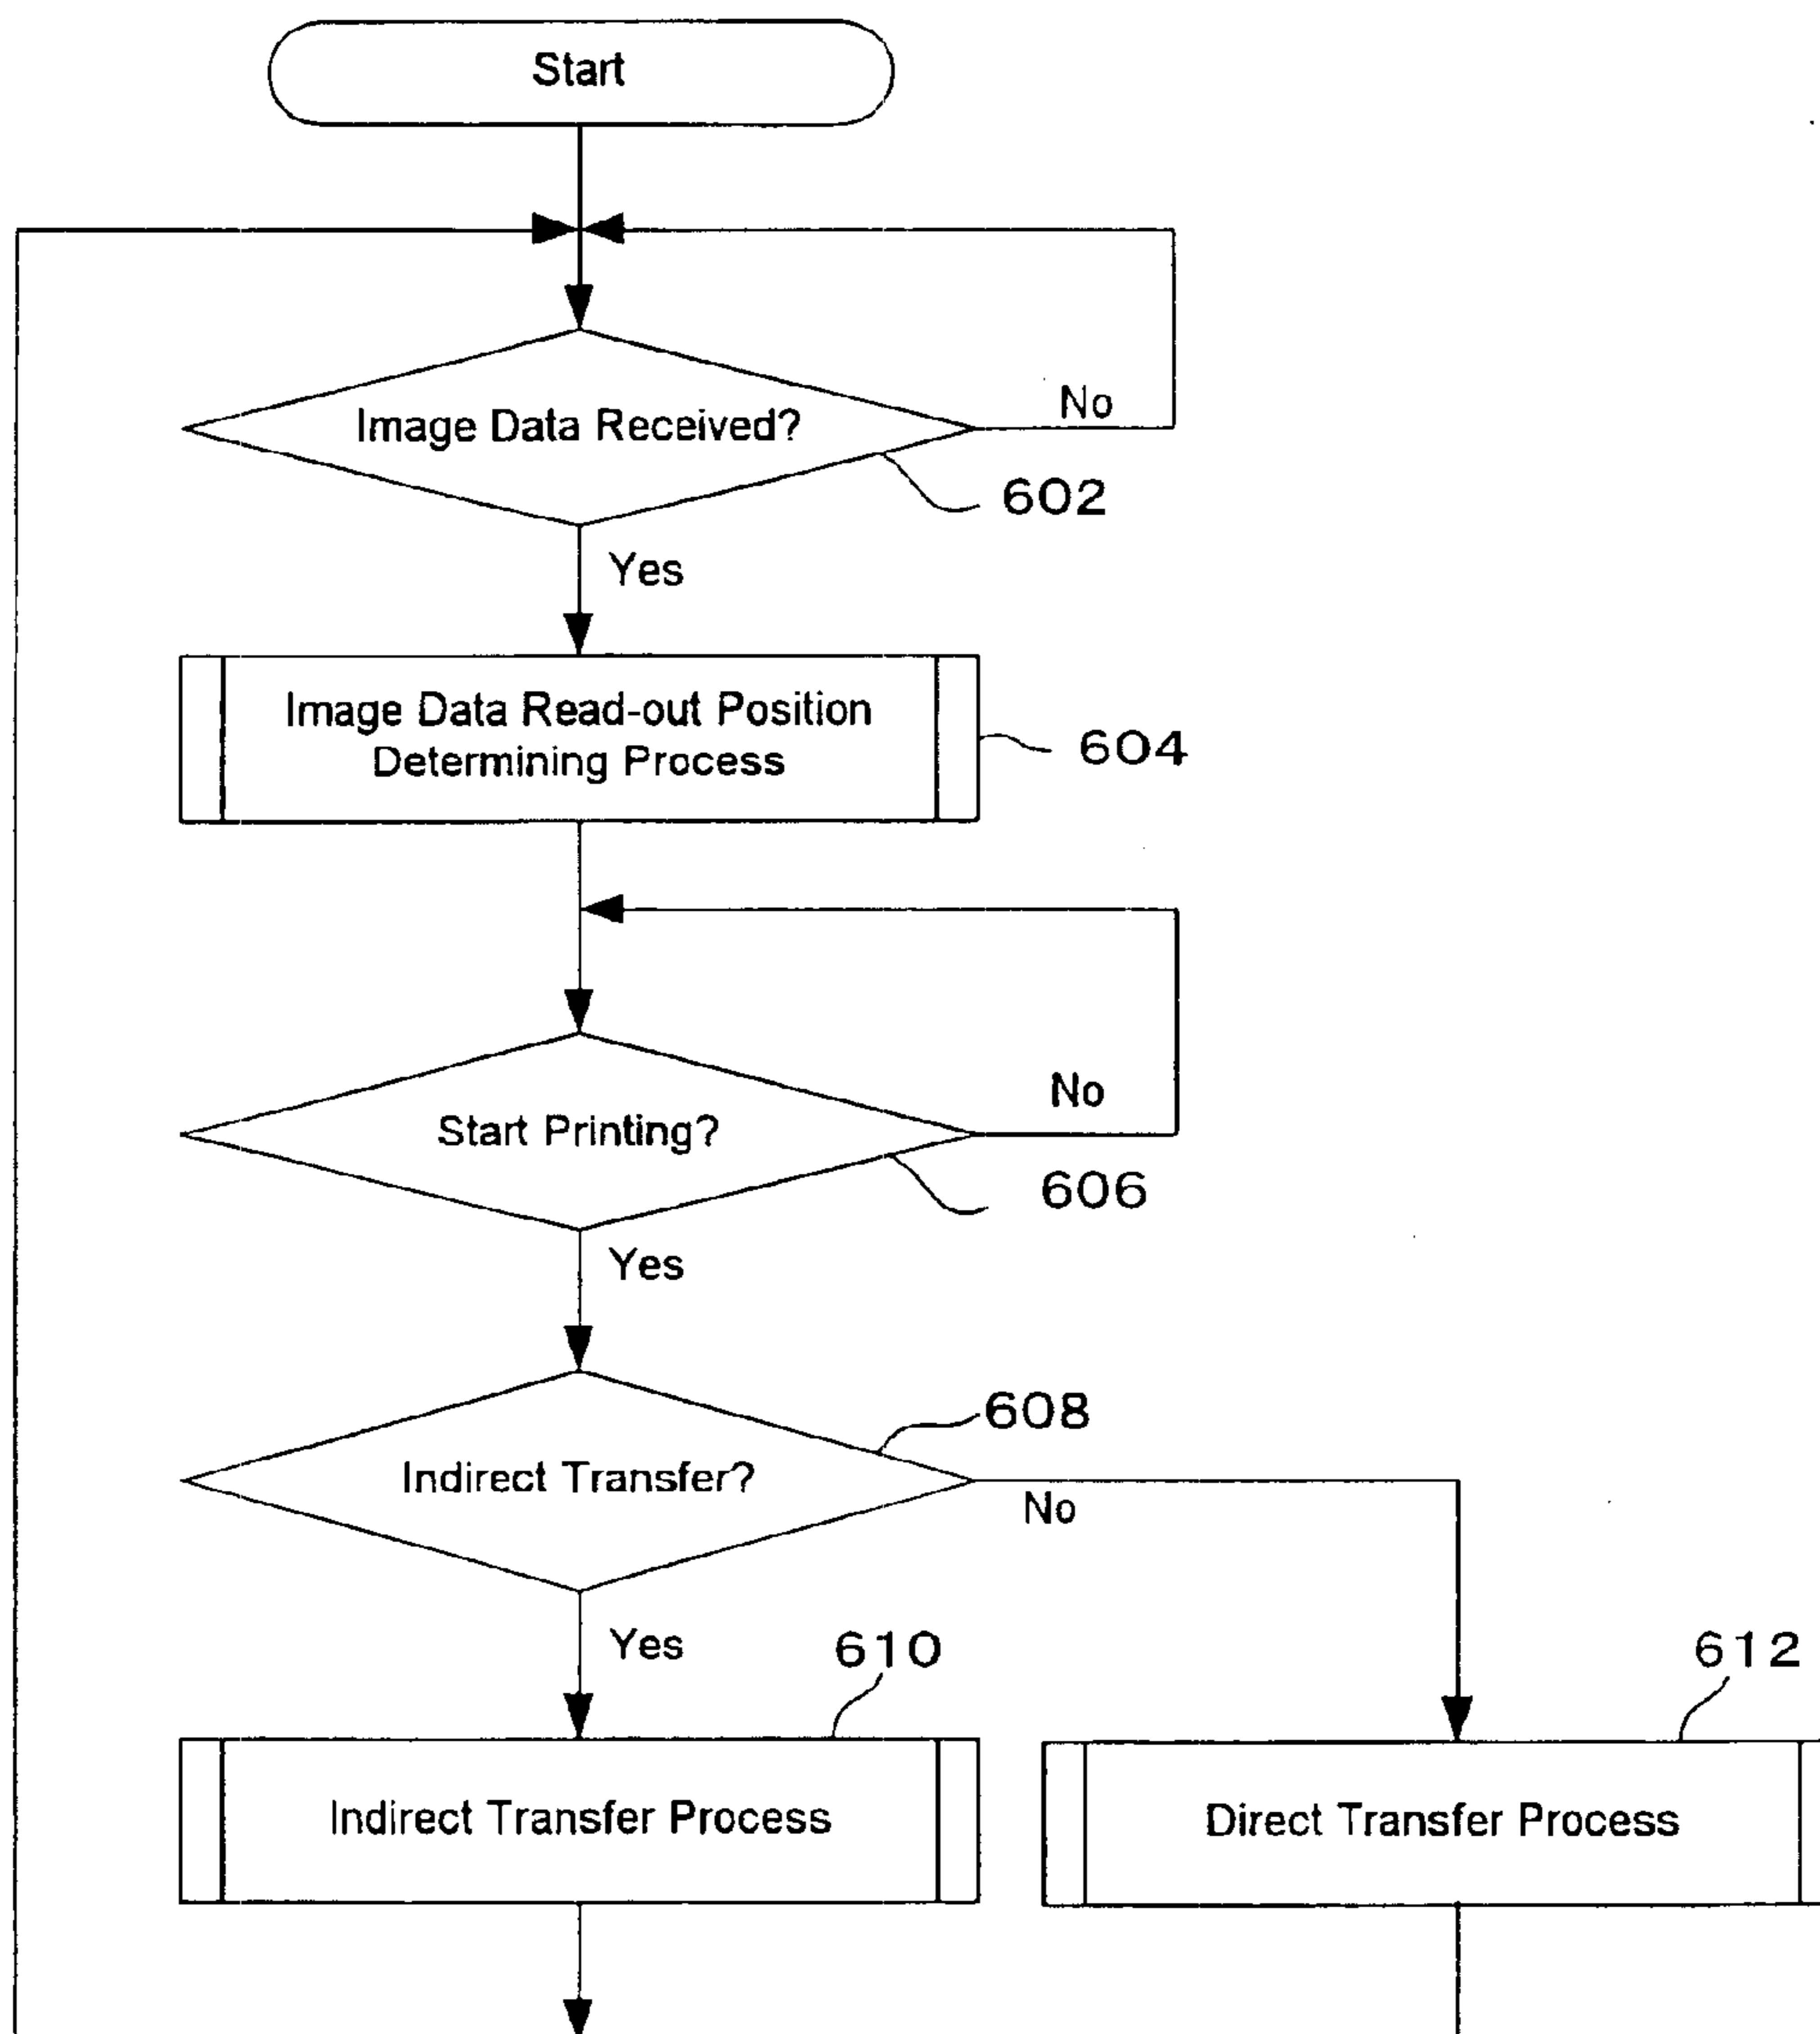 Start
Image Data Received?
No
602
Yes
Image Data Read-out Position
Determining Process
604
Start Printing?
No
606
Yes
608
Indirect Transfer?
No
Yes
610
612
Indirect Transfer Process
Direct Transfer Process